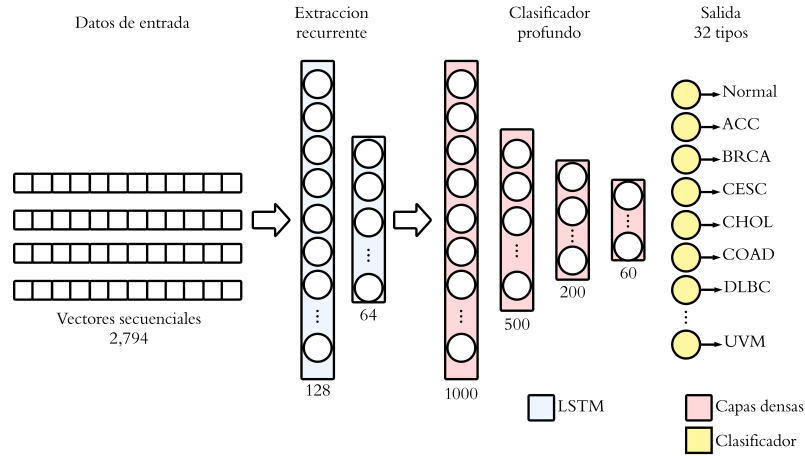 Datos de entrada
Extraccion
recurrente
Clasificador
profundo
Salida
32 tipos
Normal
ACC
BRCA
CESC
CHOL
COAD
DLBC
UVM
Vectores secuenciales
2,794
128
64
1000
500
200
60
LSTM
Capas densas
Clasificador